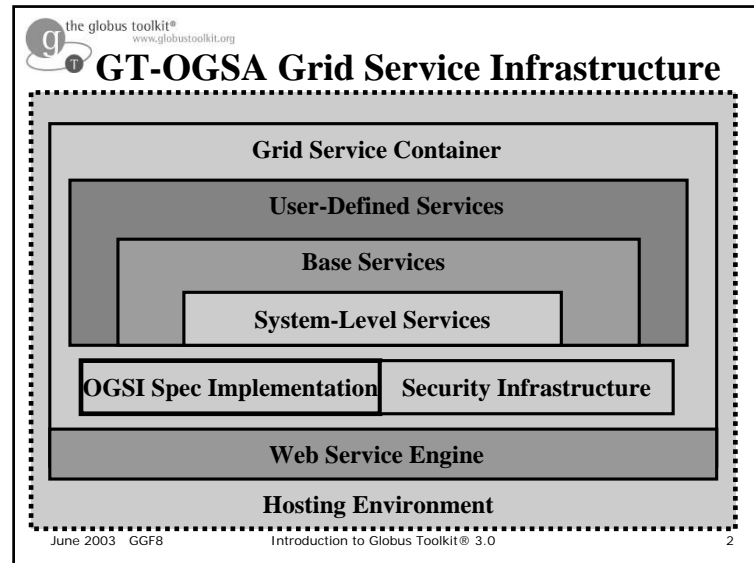 the globus toolkit®
www.globustoolkit.org
g
T
GT-OGSA Grid Service Infrastructure
Grid Service Container
User-Defined Services
Base Services
System-Level Services
OGSI Spec Implementation
Security Infrastructure
Web Service Engine
Hosting Environment
June 2003 GGF8
Introduction to Globus Toolkit® 3.0
2